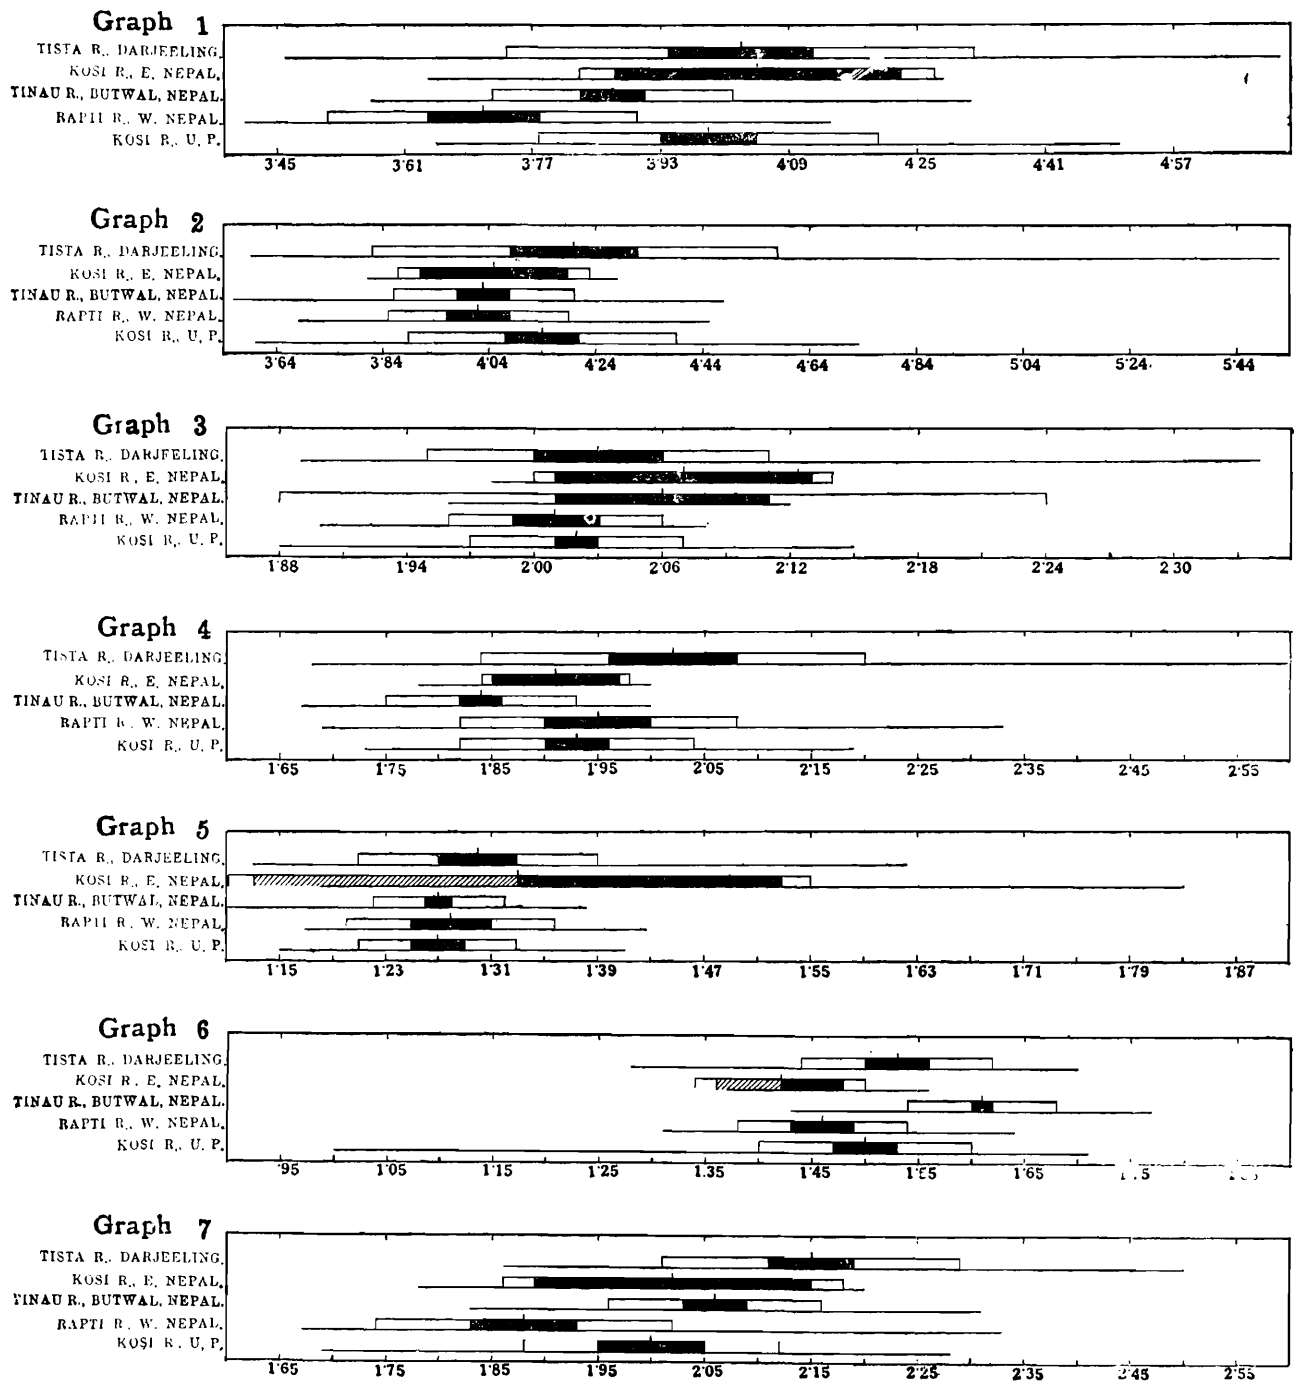 Graph 1
TISTA R., DARJEELING.
KOSI R., E. NEPAL.
TINAU R., BUTWAL, NEPAL.
RAPTI R., W. NEPAL.
KOSI R., U. P.
3·45 3·61 3·77 3·93 4·09 4·25 4·41 4·57
Graph 2
TISTA R., DARJEELING.
KOSI R., E. NEPAL.
TINAU R., BUTWAL, NEPAL.
RAPTI R., W. NEPAL.
KOSI R., U. P.
3·64 3·84 4·04 4·24 4·44 4·64 4·84 5·04 5·24 5·44
Graph 3
TISTA R., DARJEELING.
KOSI R., E. NEPAL.
TINAU R., BUTWAL, NEPAL.
RAPTI R., W. NEPAL.
KOSI R., U. P.
1·88 1·94 2·00 2·06 2·12 2·18 2·24 2·30
Graph 4
TISTA R., DARJEELING.
KOSI R., E. NEPAL.
TINAU R., BUTWAL, NEPAL.
RAPTI R., W. NEPAL.
KOSI R., U. P.
1·65 1·75 1·85 1·95 2·05 2·15 2·25 2·35 2·45 2·55
Graph 5
TISTA R., DARJEELING.
KOSI R., E. NEPAL.
TINAU R., BUTWAL, NEPAL.
RAPTI R., W. NEPAL.
KOSI R., U. P.
1·15 1·23 1·31 1·39 1·47 1·55 1·63 1·71 1·79 1·87
Graph 6
TISTA R., DARJEELING.
KOSI R., E. NEPAL.
TINAU R., BUTWAL, NEPAL.
RAPTI R., W. NEPAL.
KOSI R., U. P.
·95 1·05 1·15 1·25 1·35 1·45 1·55 1·65
Graph 7
TISTA R., DARJEELING.
KOSI R., E. NEPAL.
TINAU R., BUTWAL, NEPAL.
RAPTI R., W. NEPAL.
KOSI R., U. P.
1·65 1·75 1·85 1·95 2·05 2·15 2·25 2·35 2·45 2·55